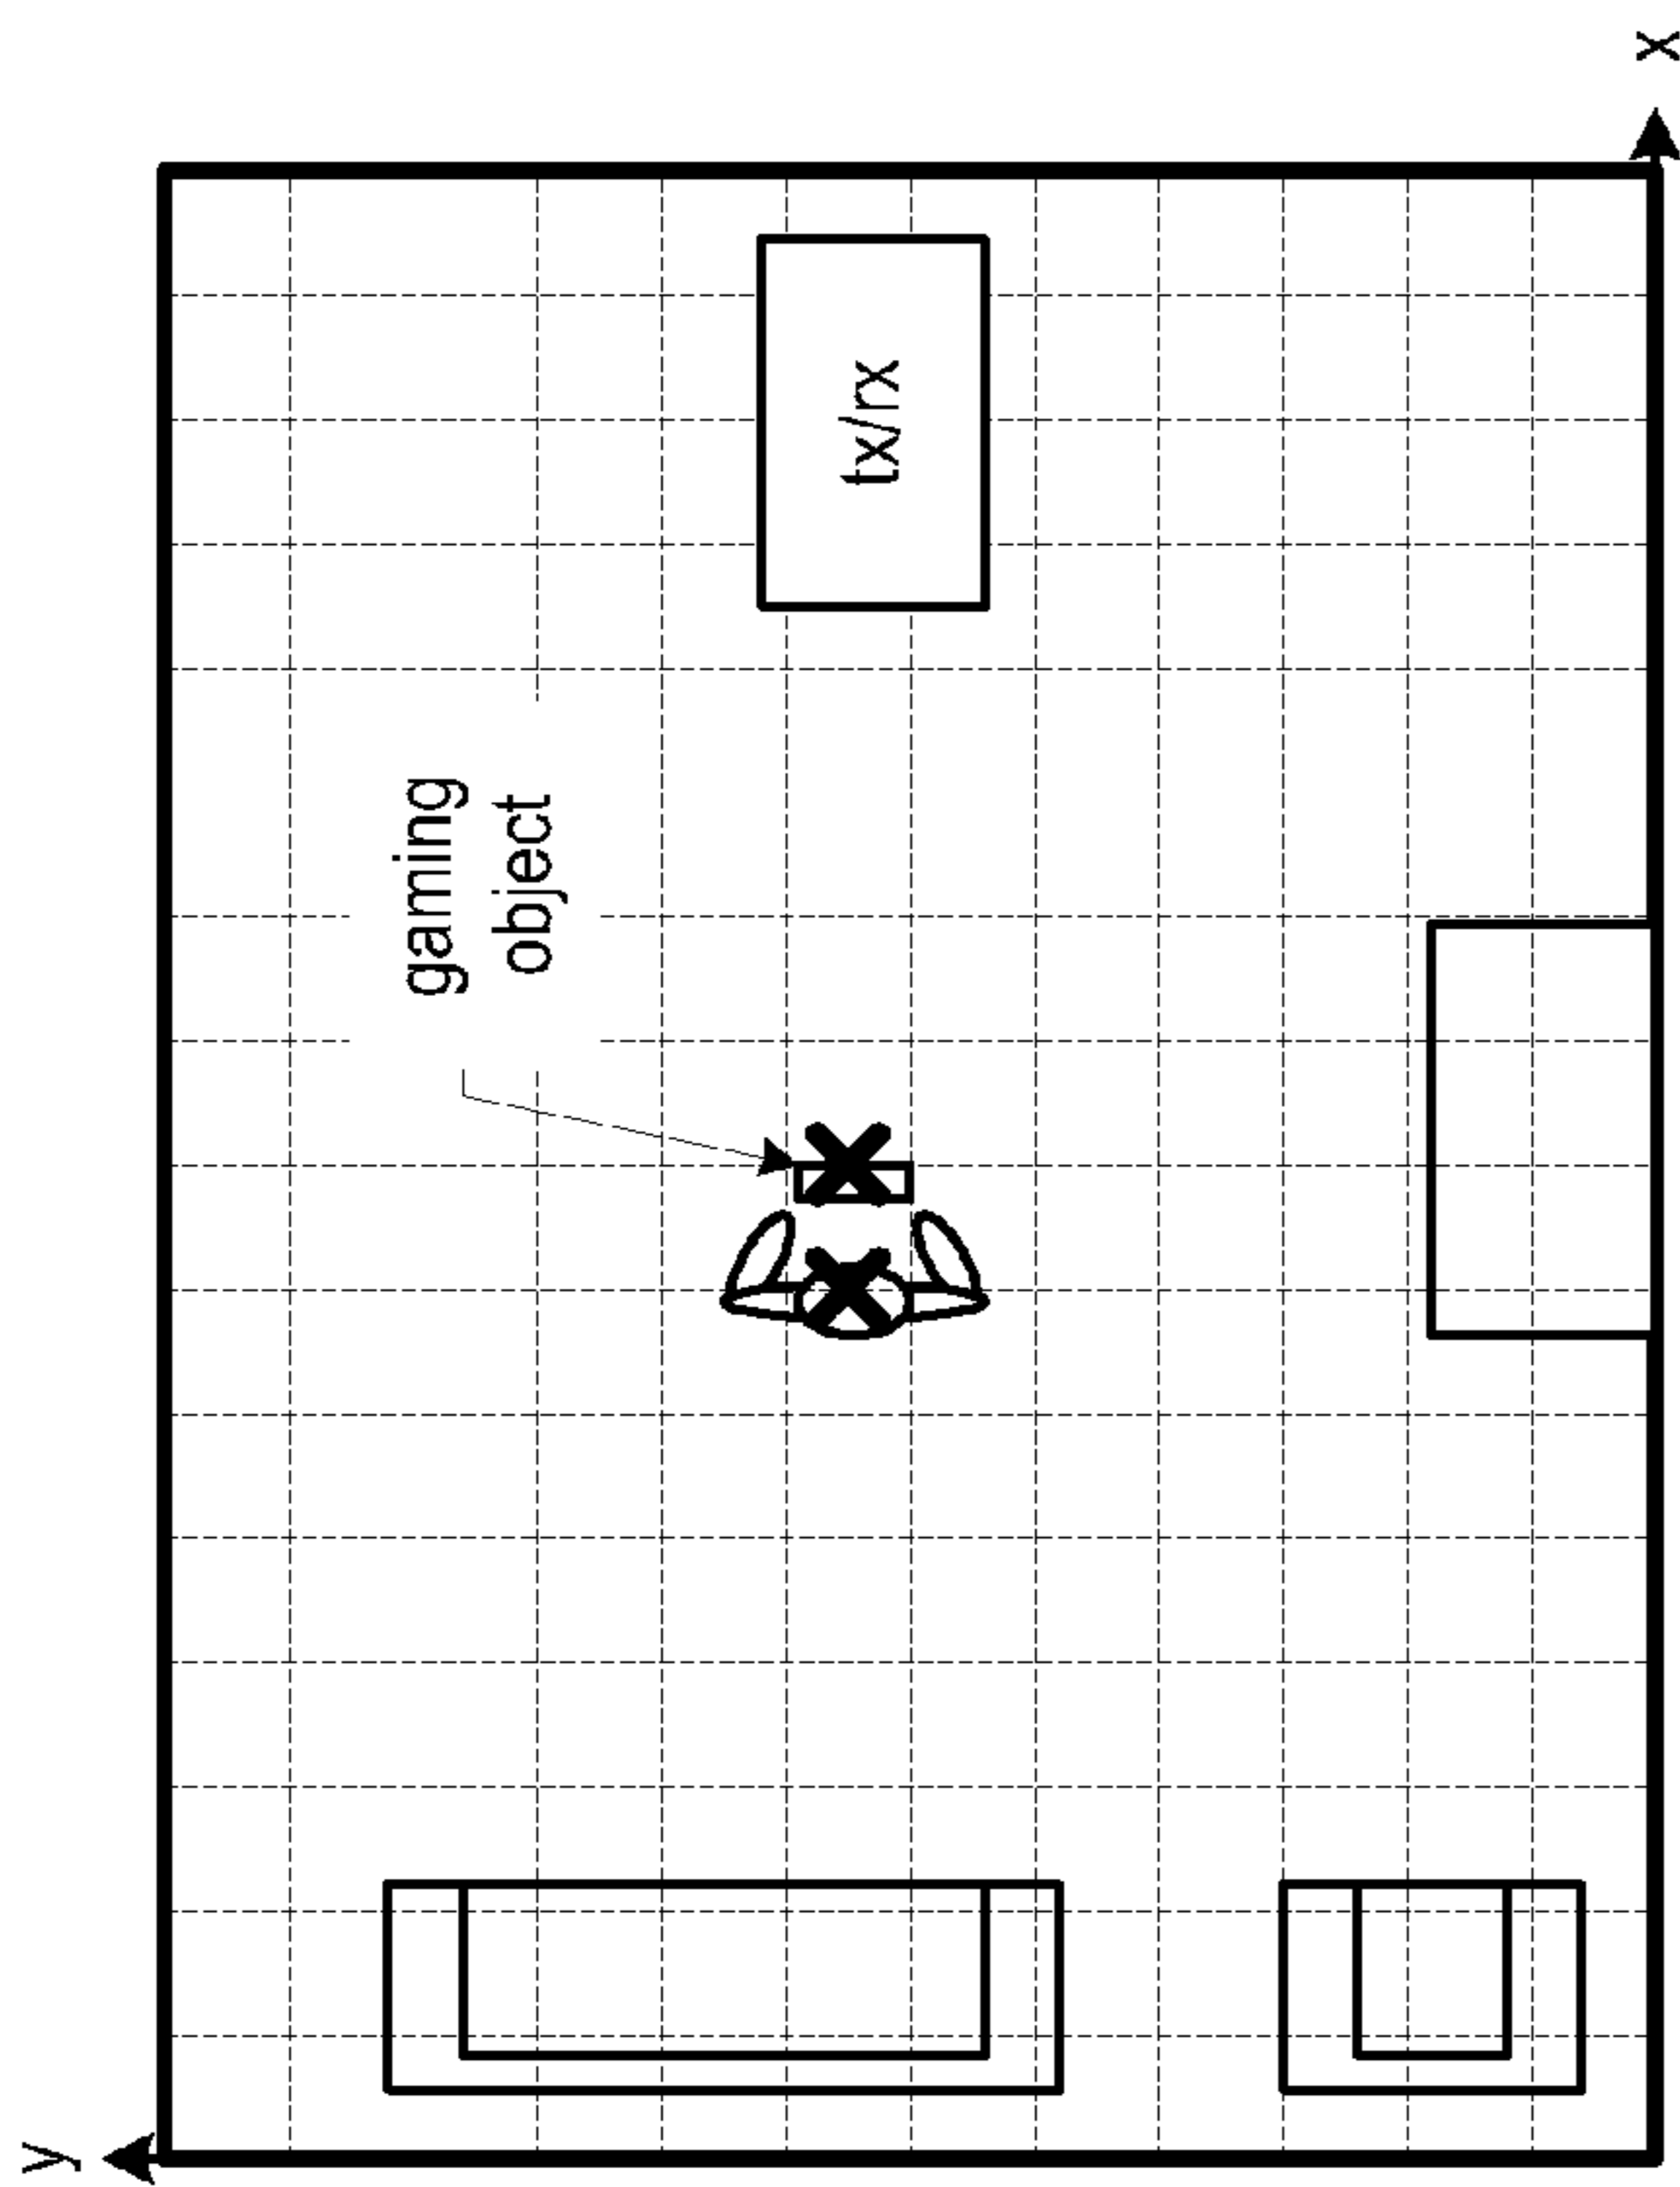 y
gaming
object
tx/rx
x